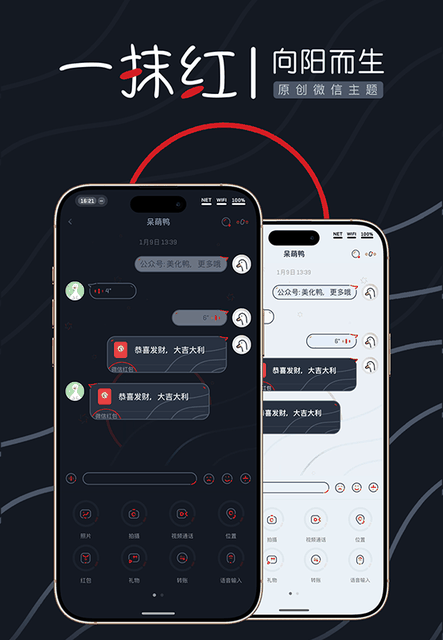 一抹红
向阳而生
原创微信主题
16:21
NET WIFI 100%
呆萌鸭
1月9日 13:39
公众号: 美化鸭，更多哦
4"
6"
恭喜发财，大吉大利
微信红包
恭喜发财，大吉大利
微信红包
照片 拍摄 视频通话 位置
红包 礼物 转账 语音输入
NET WIFI 100%
呆萌鸭
1月9日 13:39
公众号: 美化鸭，更多哦
6"
恭喜发财，大吉大利
恭喜发财，大吉大利
拍摄 视频通话 位置
礼物 转账 语音输入